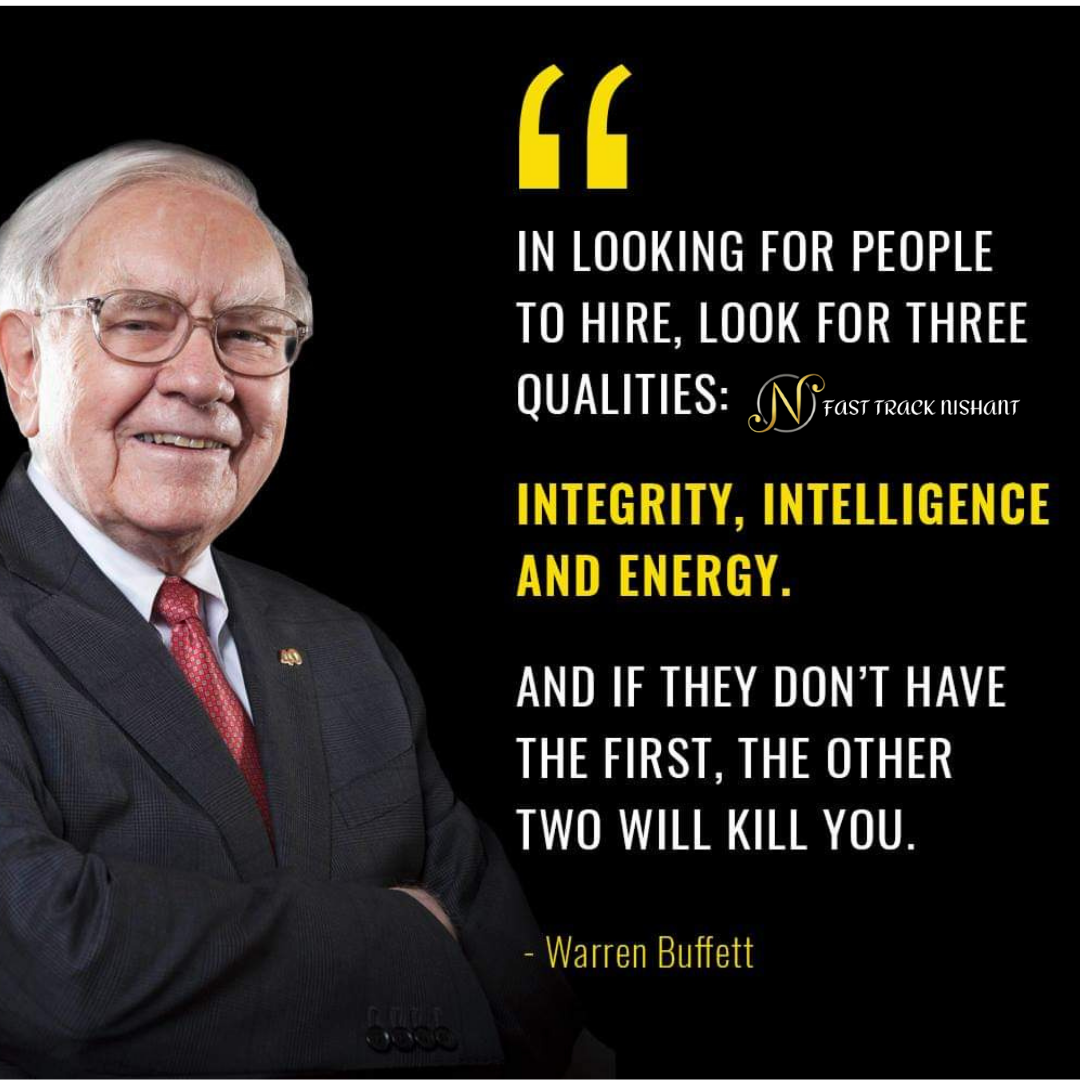 IN LOOKING FOR PEOPLE
TO HIRE, LOOK FOR THREE
QUALITIES:
N FAST TRACK NISHANT
INTEGRITY, INTELLIGENCE
AND ENERGY.
AND IF THEY DON’T HAVE
THE FIRST, THE OTHER
TWO WILL KILL YOU.
- Warren Buffett
40